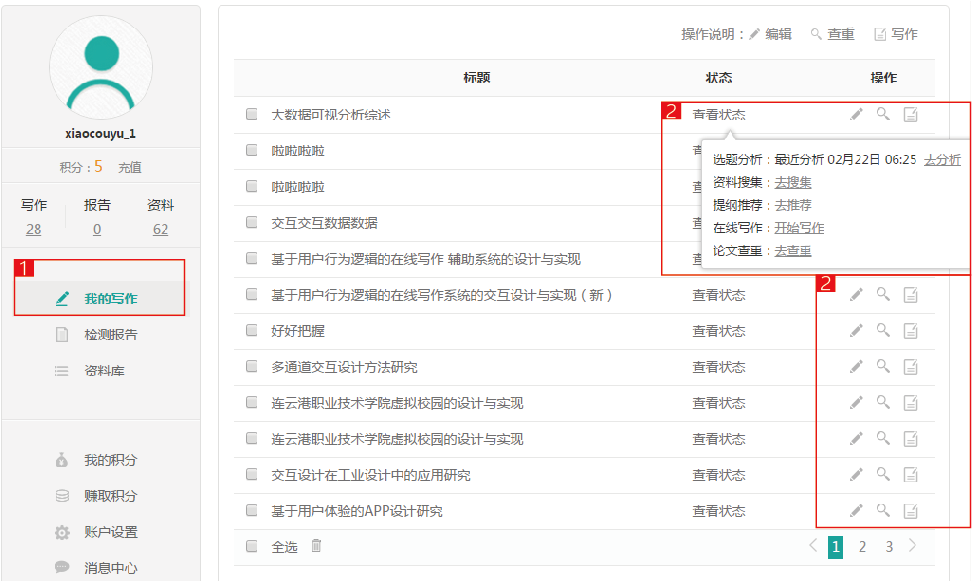 操作说明：编辑 查重 写作
xiaocouyu_1
积分：5 充值
写作 报告 资料
28 0 62
1
我的写作
检测报告
资料库
我的积分
赚取积分
账户设置
消息中心
标题 状态 操作
大数据可视分析综述 2 查看状态
啦啦啦啦
啦啦啦啦
交互交互数据数据
基于用户行为逻辑的在线写作 辅助系统的设计与实现
选题分析：最近分析 02月22日 06:25 去分析
资料搜集：去搜集
提纲推荐：去推荐
在线写作：开始写作
论文查重：去查重
2
基于用户行为逻辑的在线写作系统的交互设计与实现（新） 查看状态
好好把握 查看状态
多通道交互设计方法研究 查看状态
连云港职业技术学院虚拟校园的设计与实现 查看状态
连云港职业技术学院虚拟校园的设计与实现 查看状态
交互设计在工业设计中的应用研究 查看状态
基于用户体验的APP设计研究 查看状态
全选 1 2 3